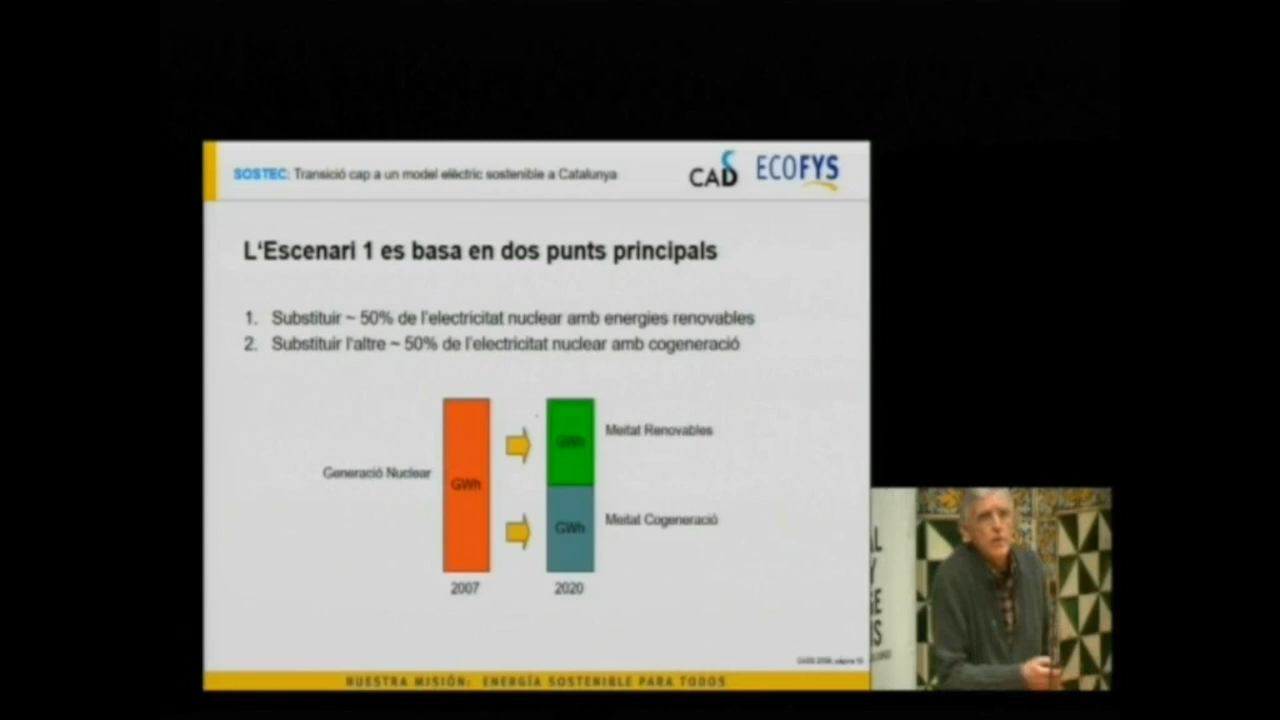 SOSTEC: Transició cap a un model elèctric sostenible a Catalunya
CADS
ECOFYS
L'Escenari 1 es basa en dos punts principals
1. Substituir ~ 50% de l'electricitat nuclear amb energies renovables
2. Substituir l'altre ~ 50% de l'electricitat nuclear amb cogeneració
GWh
Meitat Renovables
Generació Nuclear
GWh
GWh
Meitat Cogeneració
2007
2020
NUESTRA MISIÓN: ENERGÍA SOSTENIBLE PARA TODOS